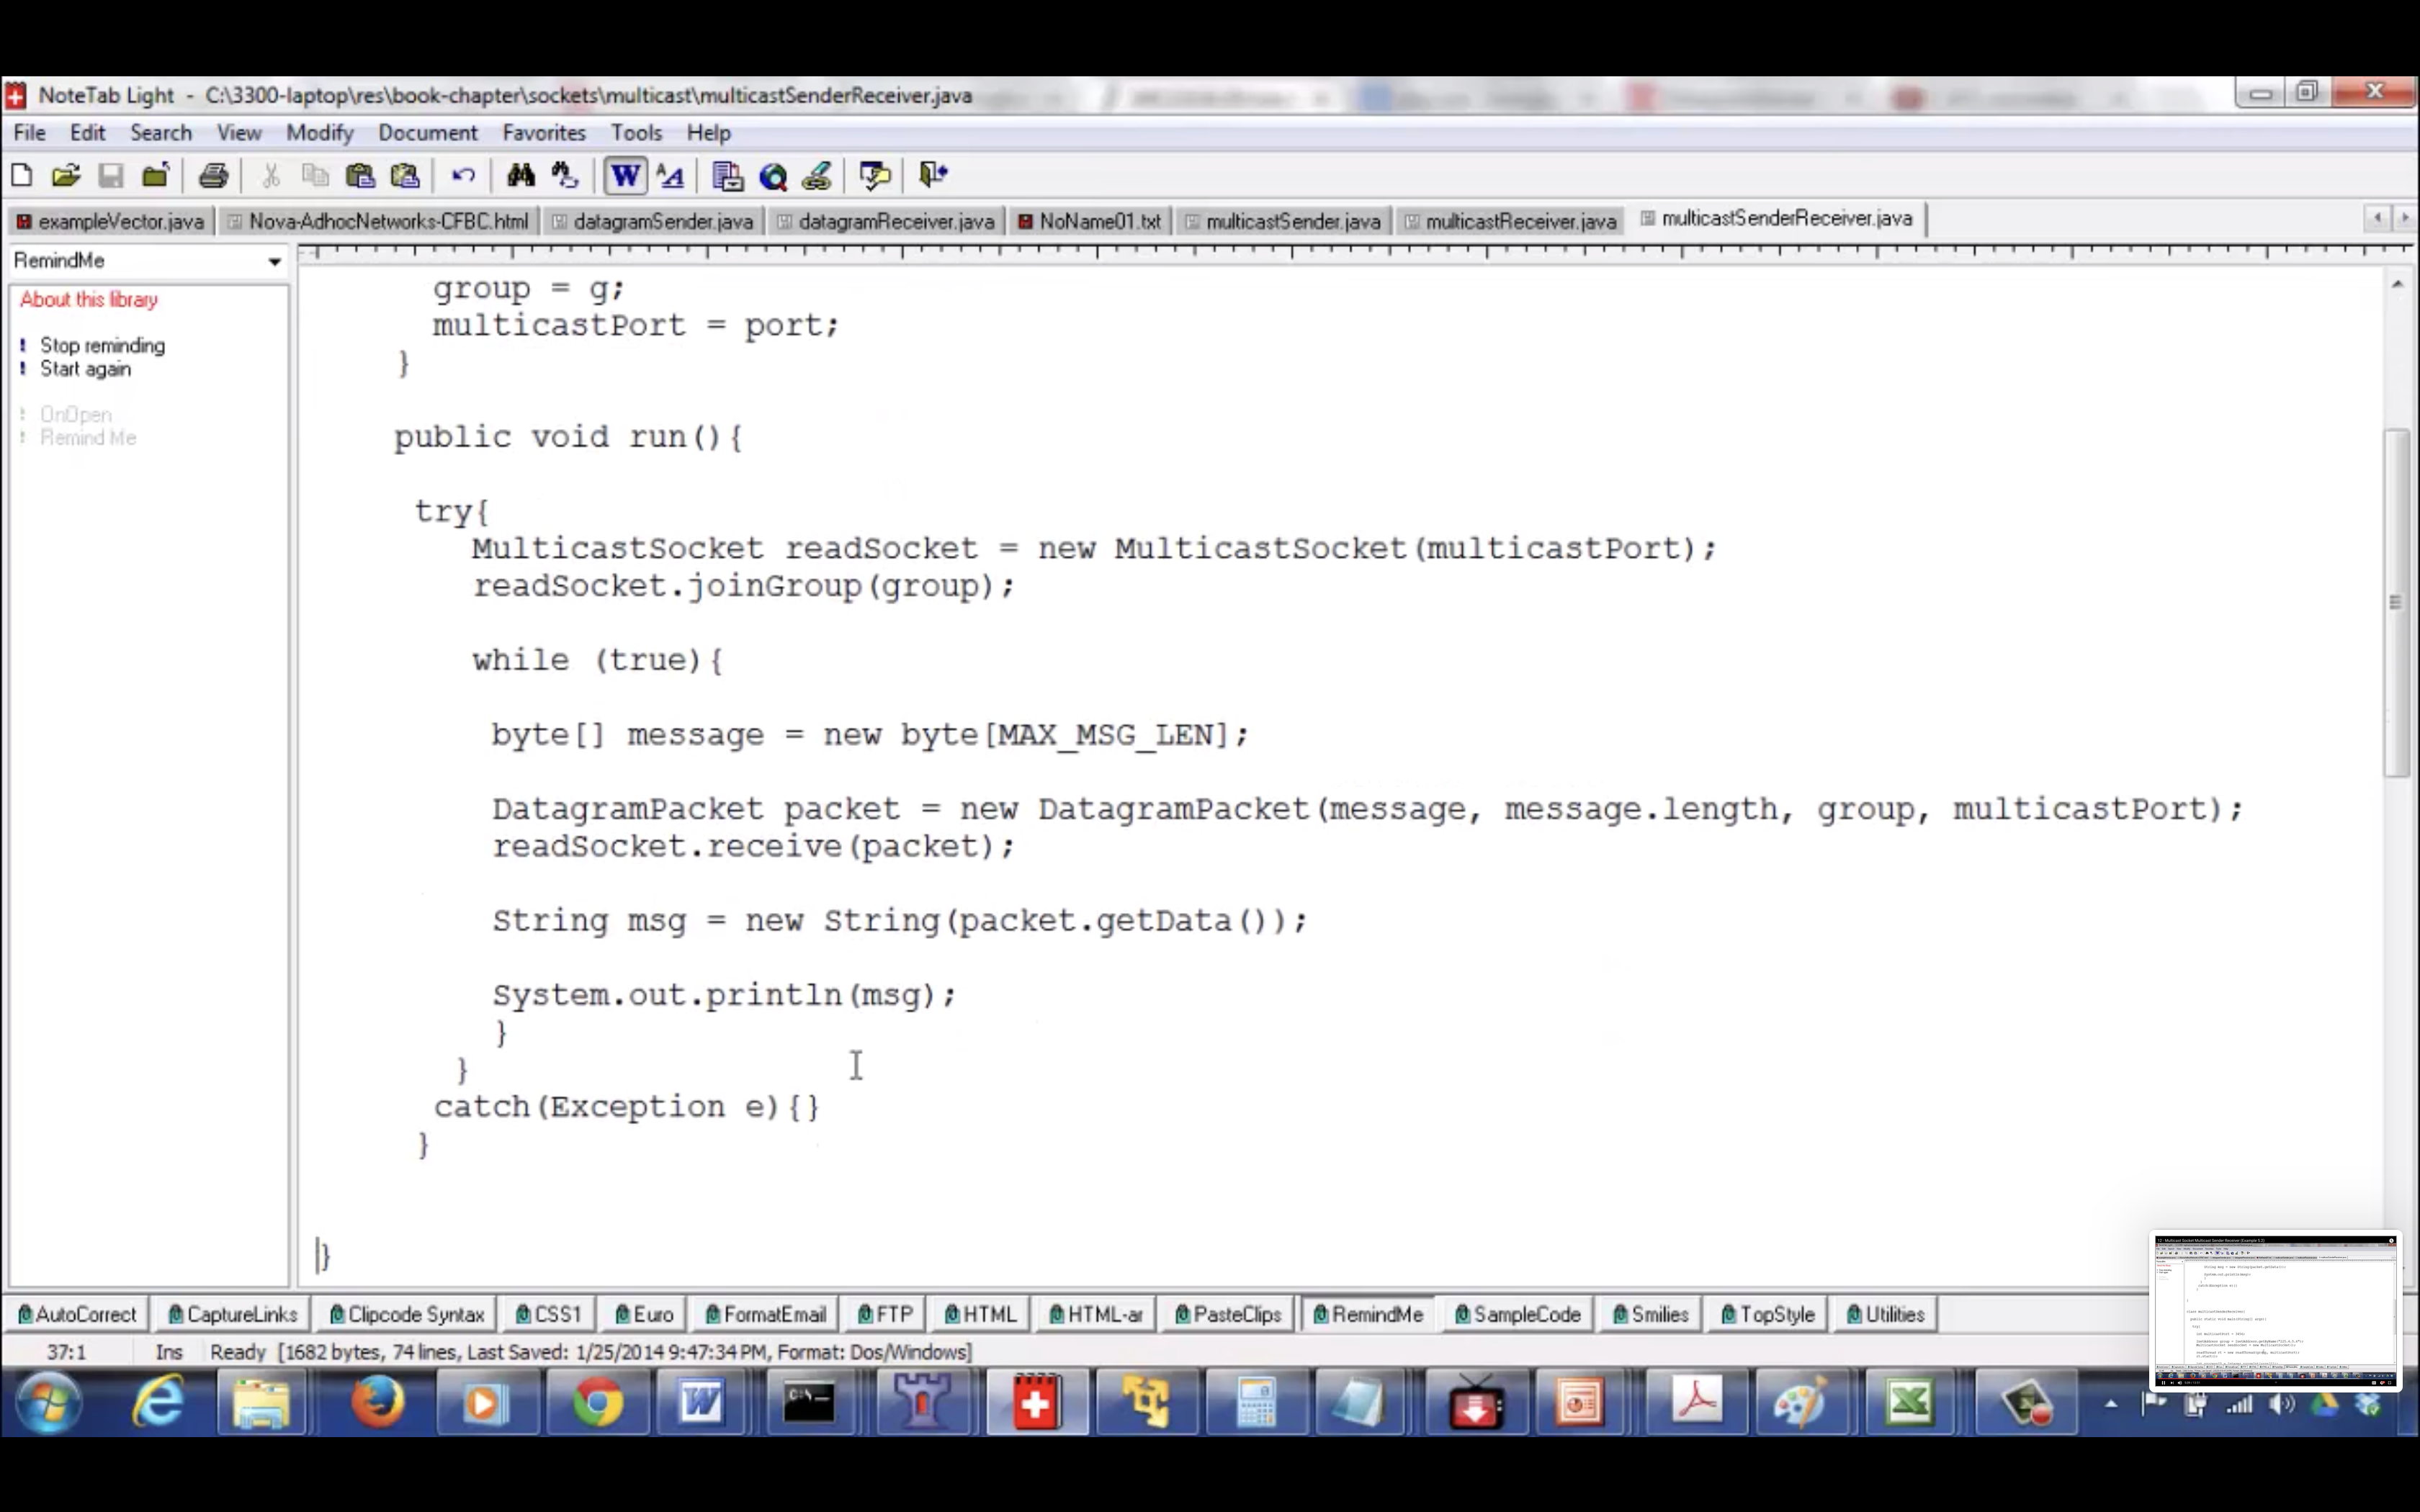 NoteTab Light - C:\3300-laptop\res\book-chapter\sockets\multicast\multicastSenderReceiver.java
File Edit Search View Modify Document Favorites Tools Help
exampleVector.java Nova-AdhocNetworks-CFBC.html datagramSender.java datagramReceiver.java NoName01.txt multicastSender.java multicastReceiver.java multicastSenderReceiver.java
RemindMe
About this library
Stop reminding
Start again
OnOpen
Remind Me
group = g;
multicastPort = port;
}
public void run(){
try{
MulticastSocket readSocket = new MulticastSocket(multicastPort);
readSocket.joinGroup(group);
while (true){
byte[] message = new byte[MAX_MSG_LEN];
DatagramPacket packet = new DatagramPacket(message, message.length, group, multicastPort);
readSocket.receive(packet);
String msg = new String(packet.getData());
System.out.println(msg);
}
}
catch(Exception e){}
}
}
AutoCorrect CaptureLinks Clipcode Syntax CSS1 Euro FormatEmail FTP HTML HTML-ar PasteClips RemindMe SampleCode Smilies TopStyle Utilities
37:1 Ins Ready [1682 bytes, 74 lines, Last Saved: 1/25/2014 9:47:34 PM, Format: Dos/Windows]